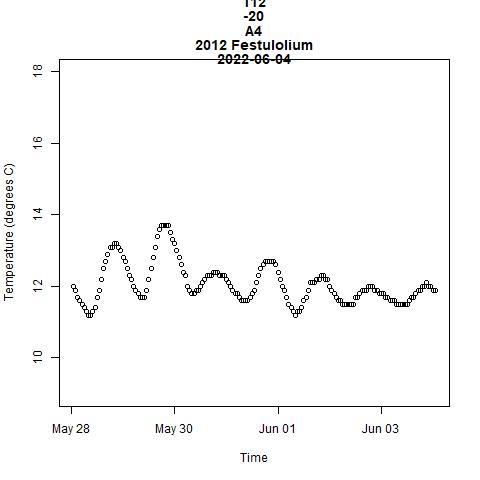 T12
-20
A4
2012 Festulolium
2022-06-04
Temperature (degrees C)
18
16
14
12
10
May 28
May 30
Jun 01
Jun 03
Time